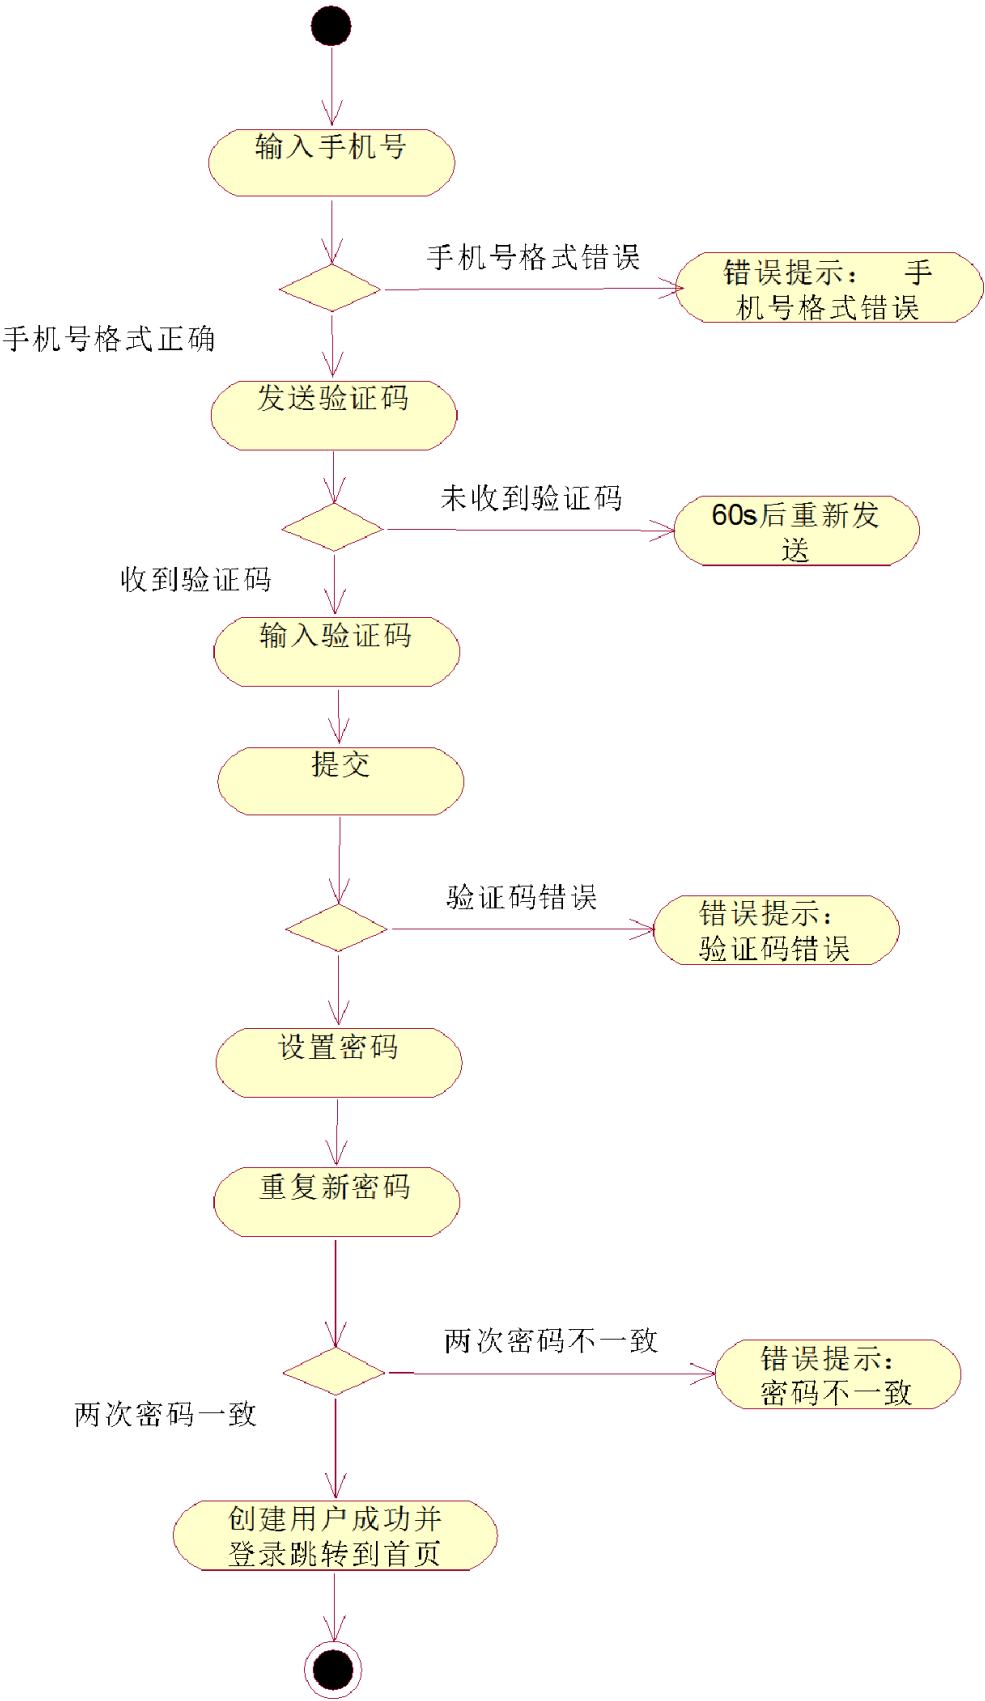 输入手机号
手机号格式错误
错误提示： 手
机号格式错误
手机号格式正确
发送验证码
未收到验证码
60s后重新发
送
收到验证码
输入验证码
提交
验证码错误
错误提示：
验证码错误
设置密码
重复新密码
两次密码不一致
错误提示：
密码不一致
两次密码一致
创建用户成功并
登录跳转到首页